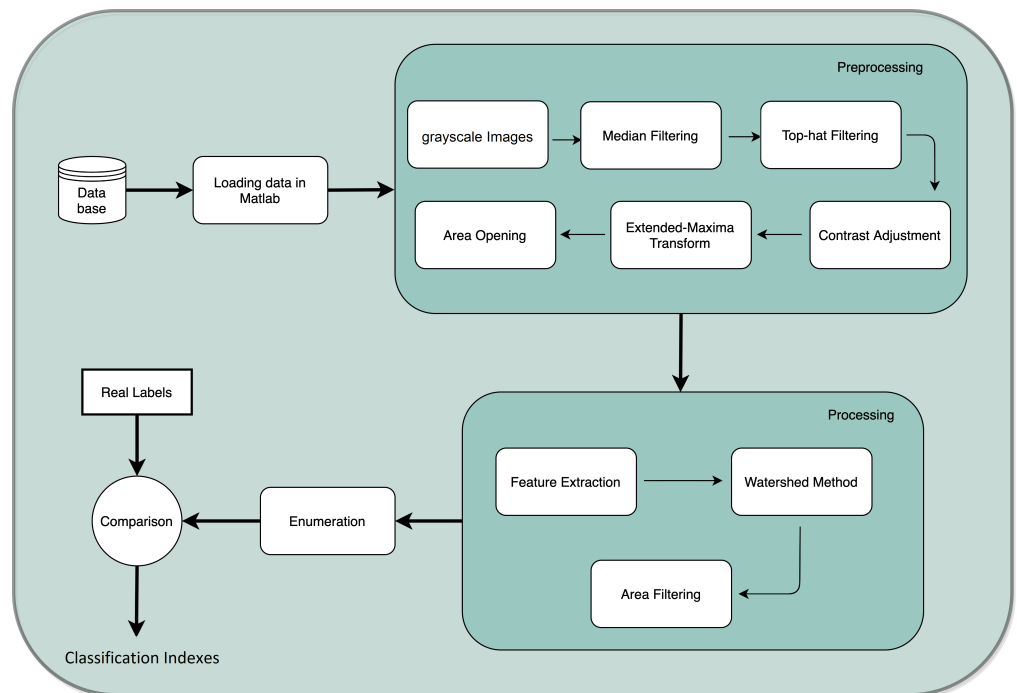 Preprocessing
grayscale Images
Median Filtering
Top-hat Filtering
Data
base
Loading data in
Matlab
Area Opening
Extended-Maxima
Transform
Contrast Adjustment
Real Labels
Processing
Feature Extraction
Watershed Method
Comparison
Enumeration
Area Filtering
Classification Indexes